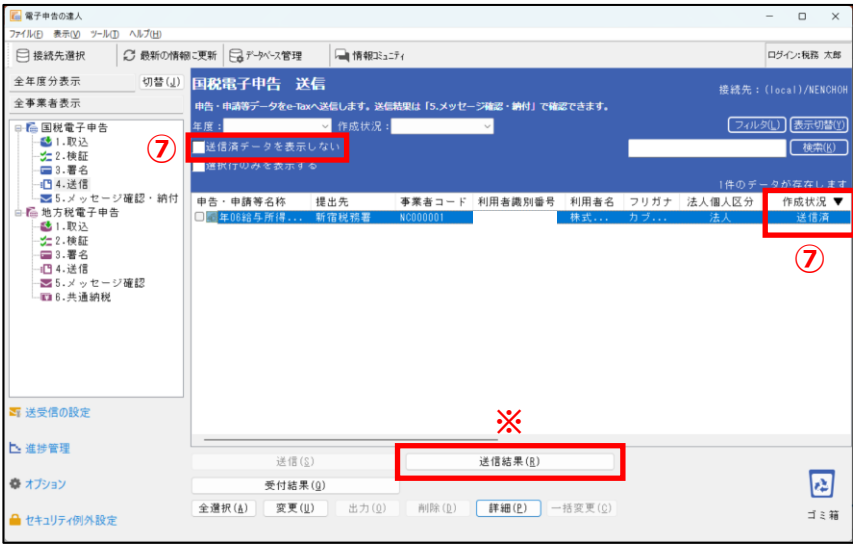 電子申告の達人
ファイル(F) 表示(V) ツール(T) ヘルプ(H)
接続先選択 最新の情報に更新 データベース管理 情報コミュニティ ログイン:税務 太郎
全年度分表示 切替(J)
全事業者表示
国税電子申告
1.取込
2.検証
3.署名
4.送信
5.メッセージ確認・納付
地方税電子申告
1.取込
2.検証
3.署名
4.送信
5.メッセージ確認
6.共通納税
送受信の設定
進捗管理
オプション
セキュリティ例外設定
国税電子申告 送信
接続先:(local)/NENCHOH
申告・申請等データをe-Taxへ送信します。送信結果は「5.メッセージ確認・納付」で確認できます。
年度: 作成状況: フィルタ(L) 表示切替(Y)
⑦ 送信済データを表示しない 検索(K)
選択行のみを表示する
1件のデータが存在します
申告・申請等名称 提出先 事業者コード 利用者識別番号 利用者名 フリガナ 法人個人区分 作成状況 ▼
年06給与所得... 新宿税務署 NC000001 株式... カブ... 法人 送信済
⑦
※
送信(S) 送信結果(R)
受付結果(Q)
全選択(A) 変更(U) 出力(O) 削除(D) 詳細(P) 一括変更(C)
ゴミ箱